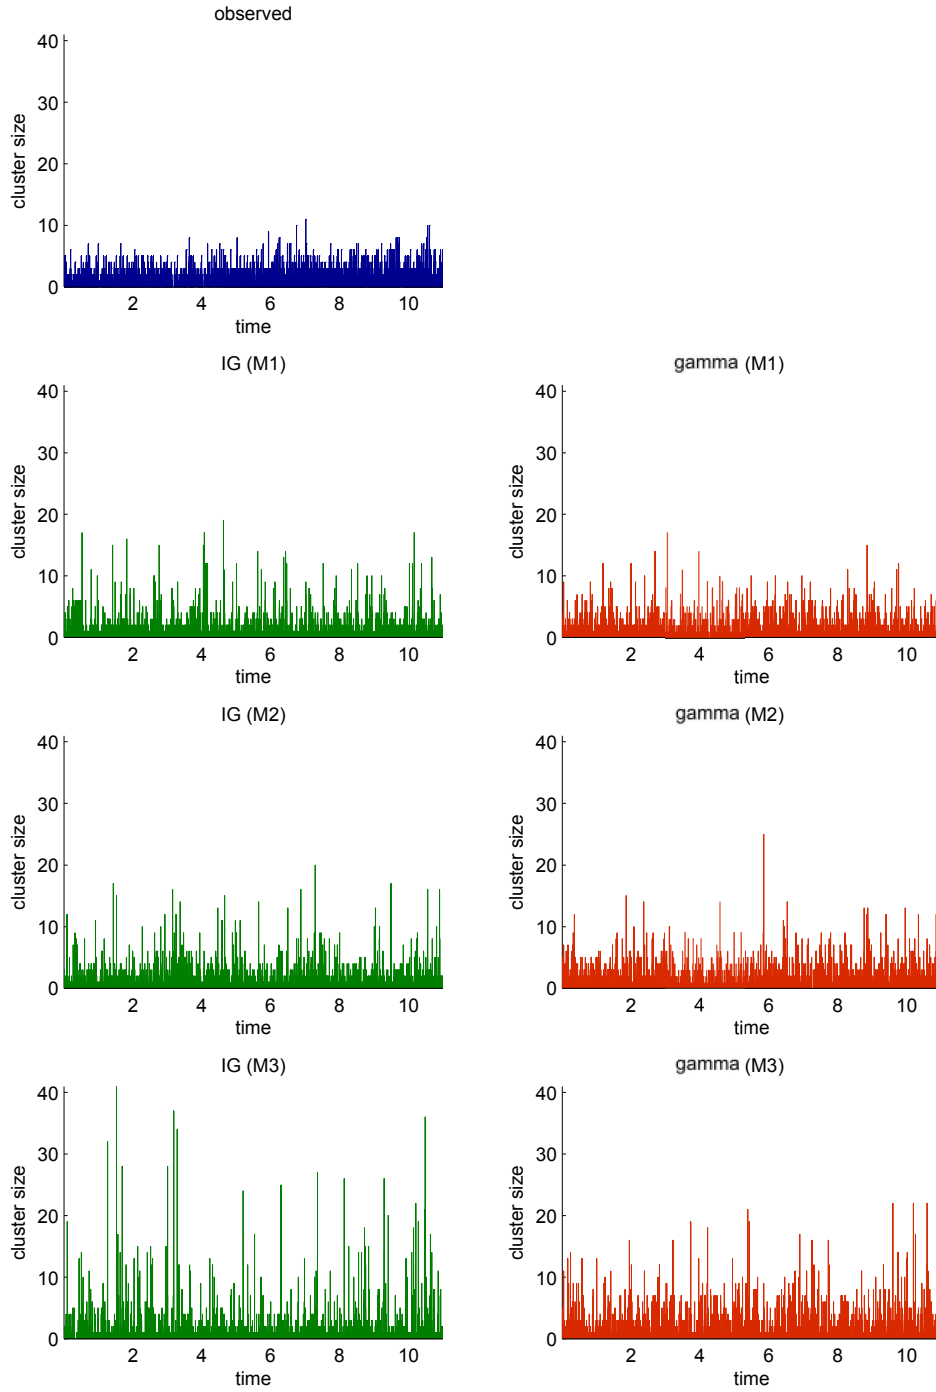 observed
40
30
20
10
0
cluster size
2 4 6 8 10
time
IG (M1)
40
30
20
10
0
cluster size
2 4 6 8 10
time
gamma (M1)
40
30
20
10
0
cluster size
2 4 6 8 10
time
IG (M2)
40
30
20
10
0
cluster size
2 4 6 8 10
time
gamma (M2)
40
30
20
10
0
cluster size
2 4 6 8 10
time
IG (M3)
40
30
20
10
0
cluster size
2 4 6 8 10
time
gamma (M3)
40
30
20
10
0
cluster size
2 4 6 8 10
time